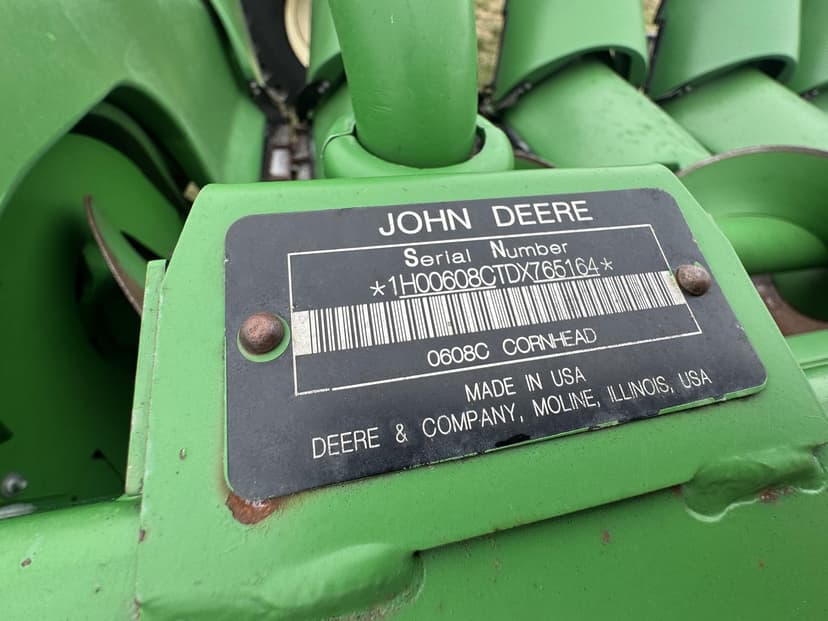 JOHN DEERE
Serial Number
*1H00608CTDX765164*
0608C CORNHEAD
MADE IN USA
DEERE & COMPANY, MOLINE, ILLINOIS, USA